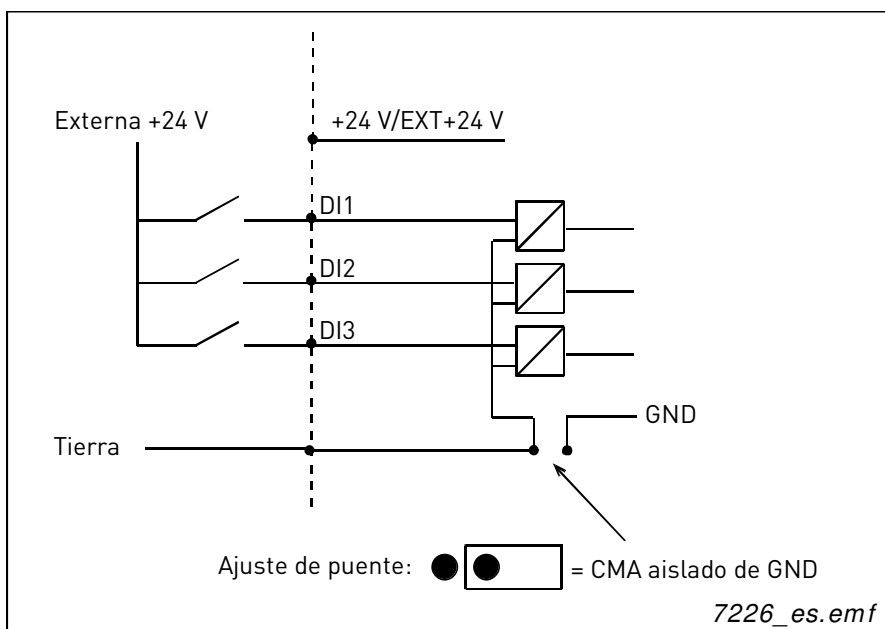 Externa +24 V
+24 V/EXT+24 V
DI1
DI2
DI3
GND
Tierra
Ajuste de puente:
= CMA aislado de GND
7226_es.emf